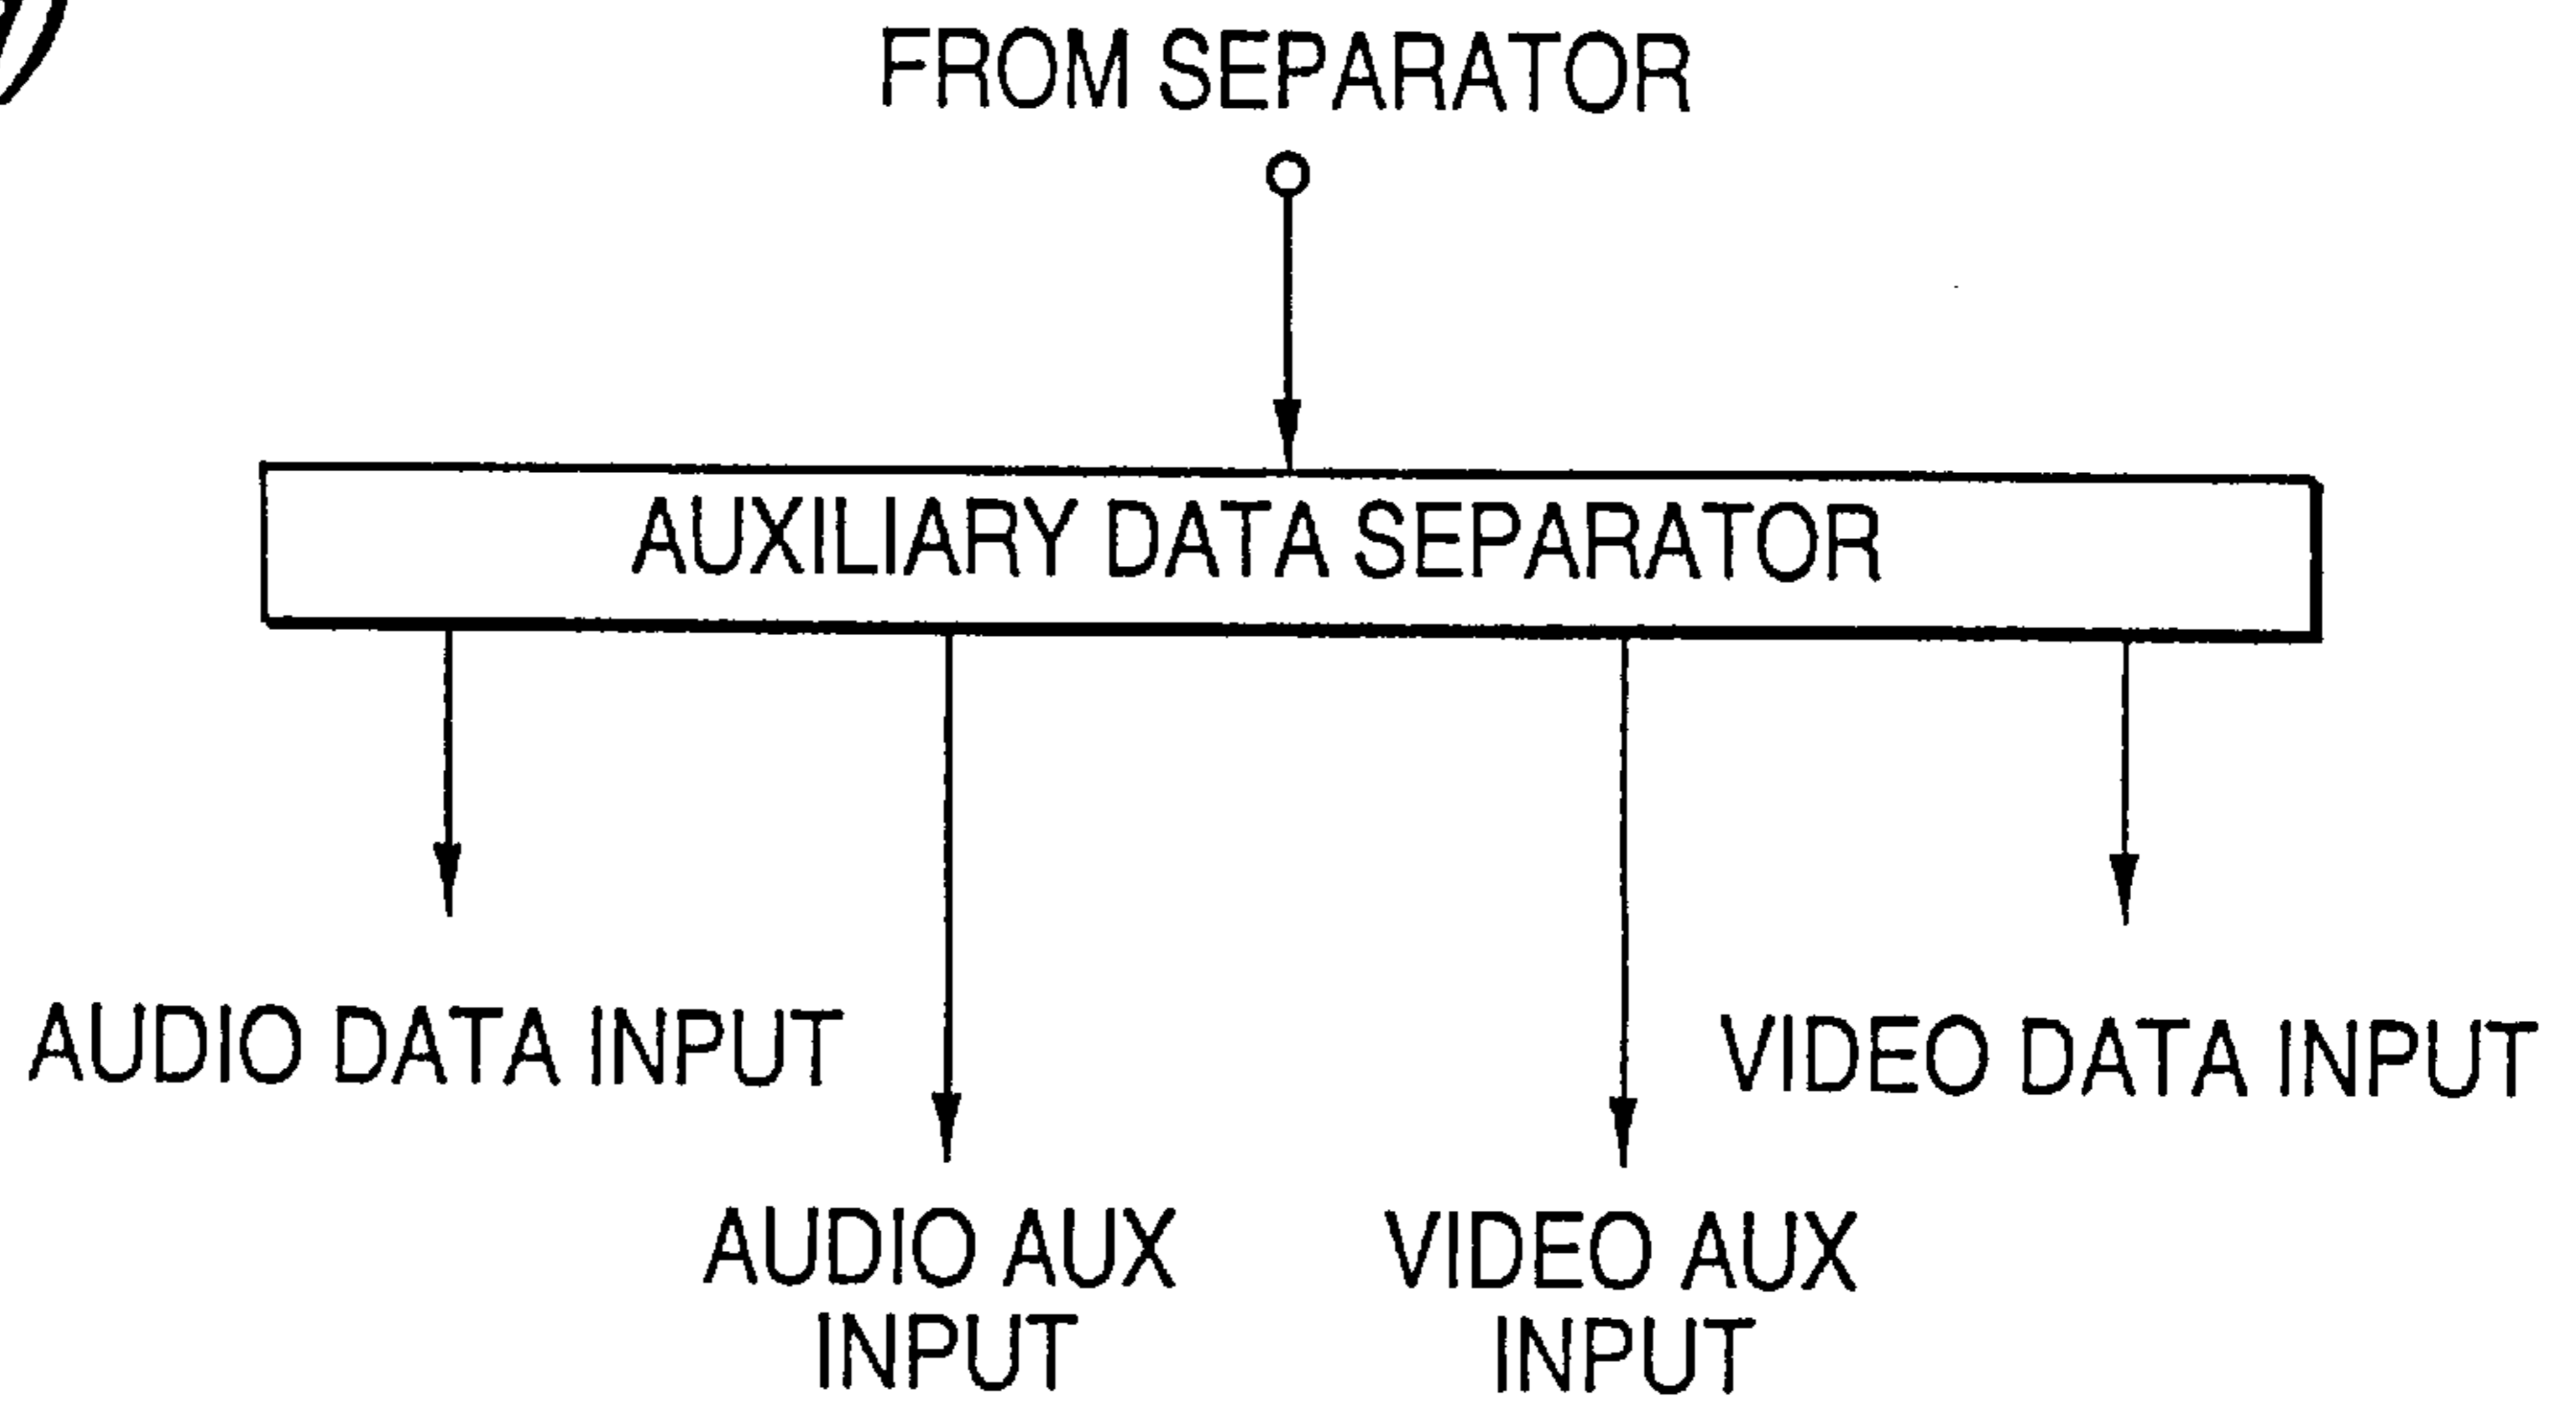 FROM SEPARATOR
AUXILIARY DATA SEPARATOR
AUDIO DATA INPUT
VIDEO DATA INPUT
AUDIO AUX
INPUT
VIDEO AUX
INPUT